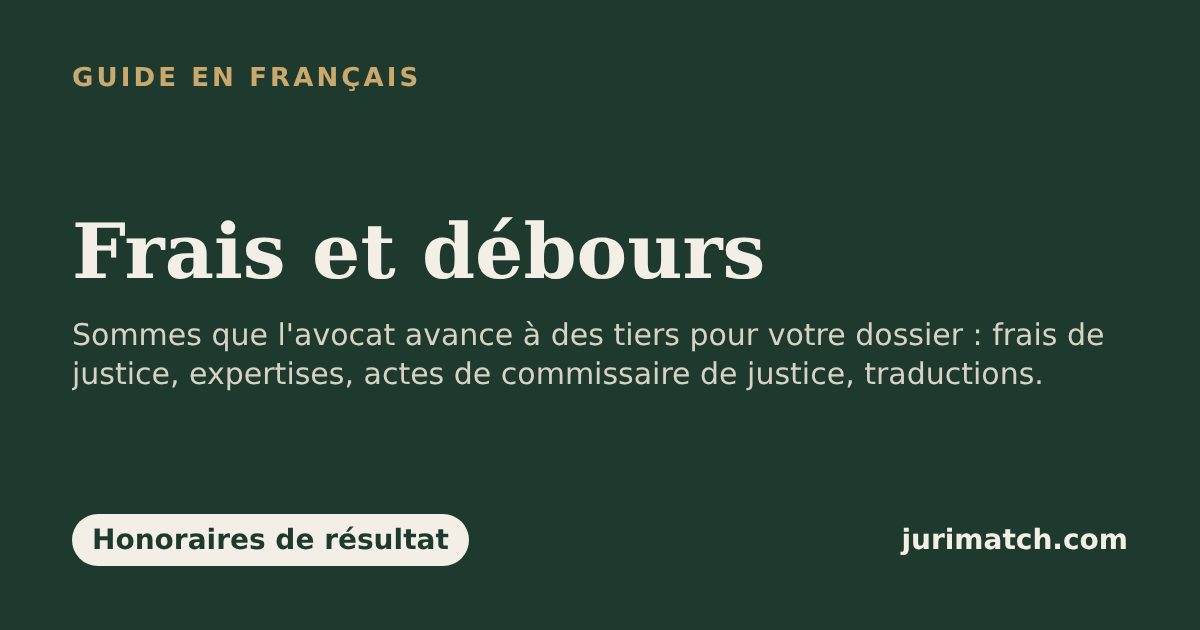 GUIDE EN FRANÇAIS
Frais et débours
Sommes que l'avocat avance à des tiers pour votre dossier : frais de
justice, expertises, actes de commissaire de justice, traductions.
Honoraires de résultat
jurimatch.com